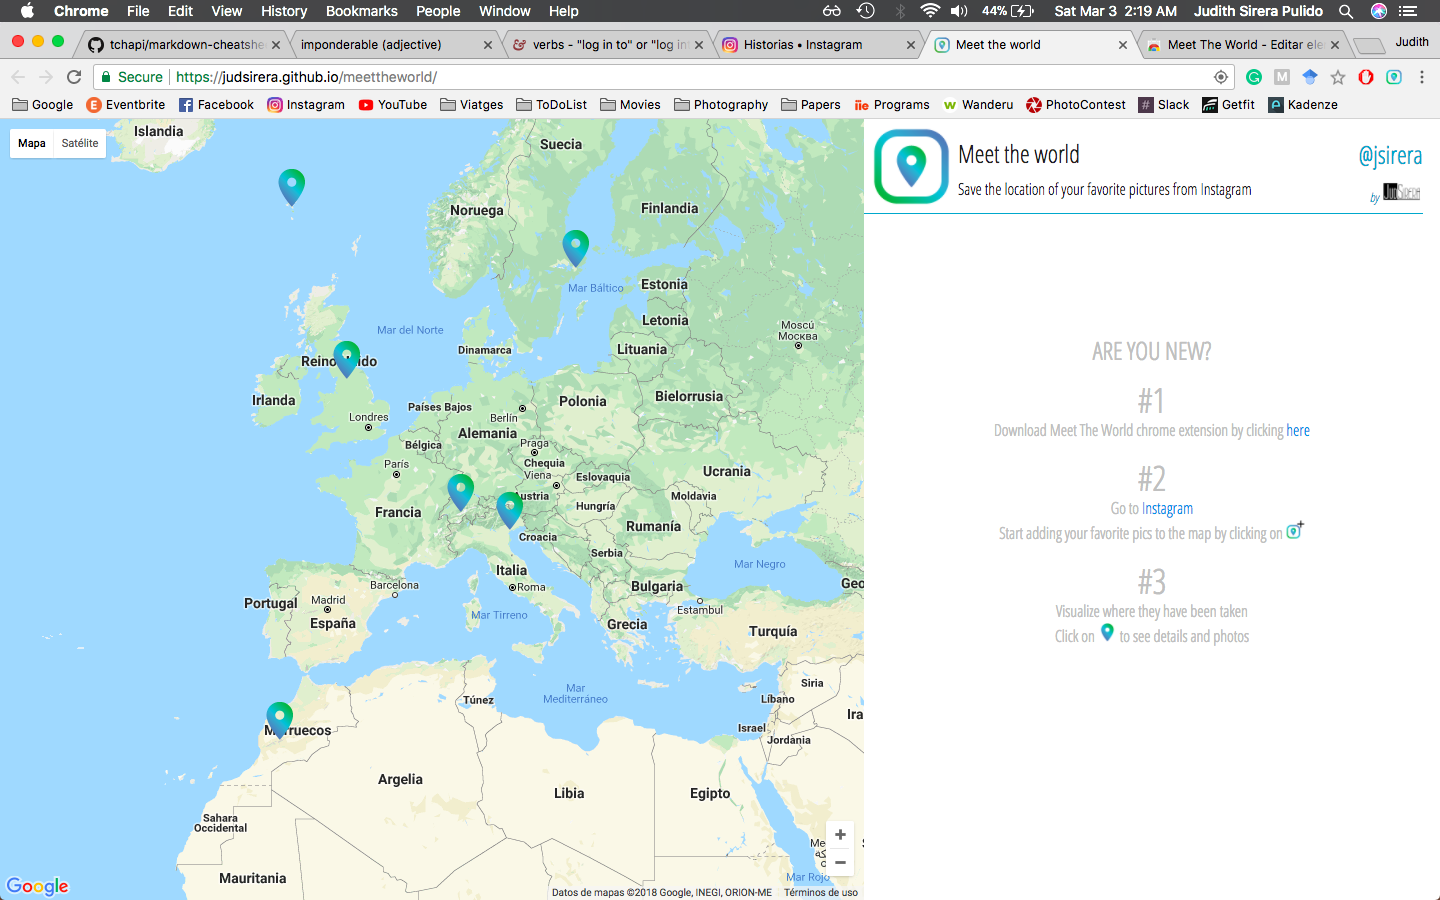 Chrome File Edit View History Bookmarks People Window Help 44% Sat Mar 3 2:19 AM Judith Sirera Pulido
tchapi/markdown-cheatshe
imponderable (adjective)
verbs - "log in to" or "log in
Historias • Instagram
Meet the world
Meet The World - Editar ele
Judith
Secure https://judsirera.github.io/meettheworld/
Google Eventbrite Facebook Instagram YouTube Viatges ToDoList Movies Photography Papers Programs Wanderu PhotoContest Slack Getfit Kadenze
Mapa Satélite
Islandia
Suecia
Noruega
Finlandia
Mar Báltico
Estonia
Mar del Norte
Letonia
Moscú
Москва
Dinamarca
Lituania
Irlanda
Bielorrusia
Países Bajos
Polonia
Londres
Berlín
Alemania
Bélgica
Praga
París
Chequia
Ucrania
Viena
Eslovaquia
Moldavia
Francia
Hungría
Rumanía
Croacia
Serbia
Mar Negro
Italia
Barcelona
Roma
Bulgaria
Geo
Portugal
Madrid
España
Mar Tirreno
Estambul
Grecia
Turquía
Mar
Mediterráneo
Siria
Túnez
Líbano
Ira
Israel
Jordania
Argelia
Libia
Egipto
Sahara
Occidental
Me
Mauritania
Mar Rojo
Google
Datos de mapas ©2018 Google, INEGI, ORION-ME Términos de uso
Meet the world
@jsirera
Save the location of your favorite pictures from Instagram
by
ARE YOU NEW?
#1
Download Meet The World chrome extension by clicking here
#2
Go to Instagram
Start adding your favorite pics to the map by clicking on
#3
Visualize where they have been taken
Click on to see details and photos